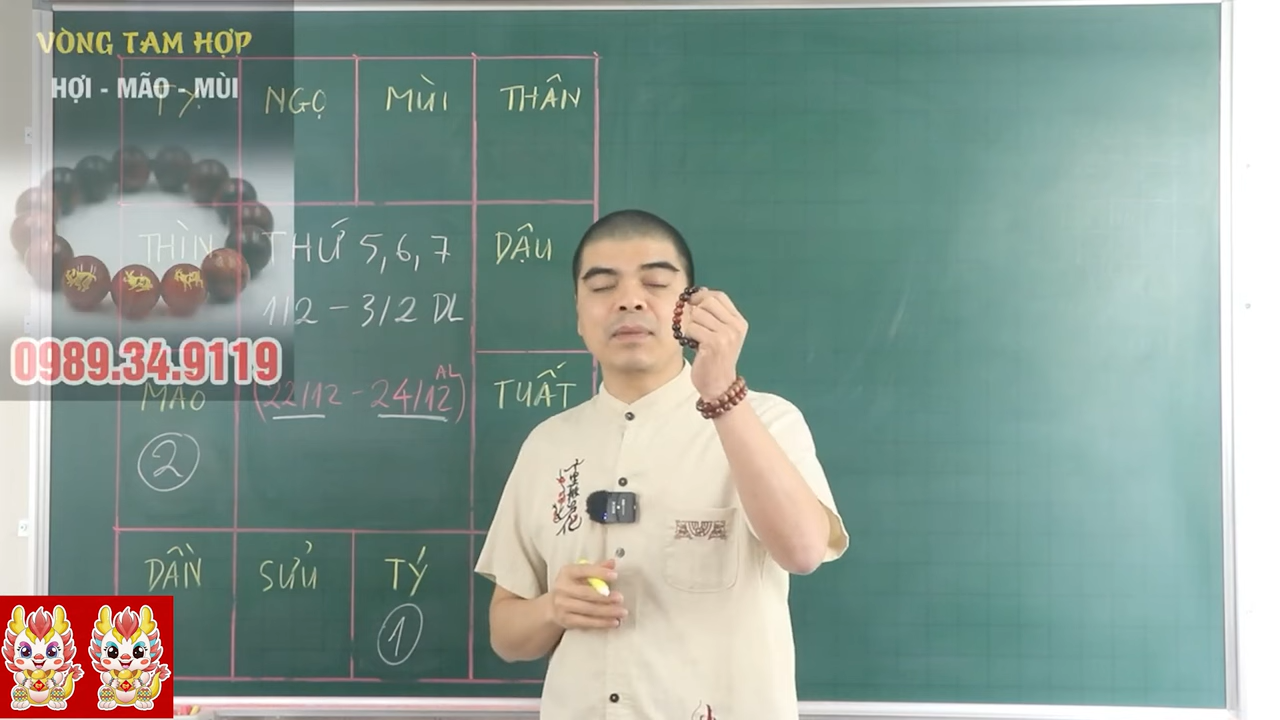 VÒNG TAM HỢP
HỢI - MÃO - MÙI
TỴ
NGỌ
MÙI
THÂN
THÌN
THỨ 5, 6, 7
DẬU
1/2 - 3/2 DL
0989.34.9119
MÃO
(22/12 - 24/12) AL
TUẤT
2
DẦN
SỬU
TÝ
1